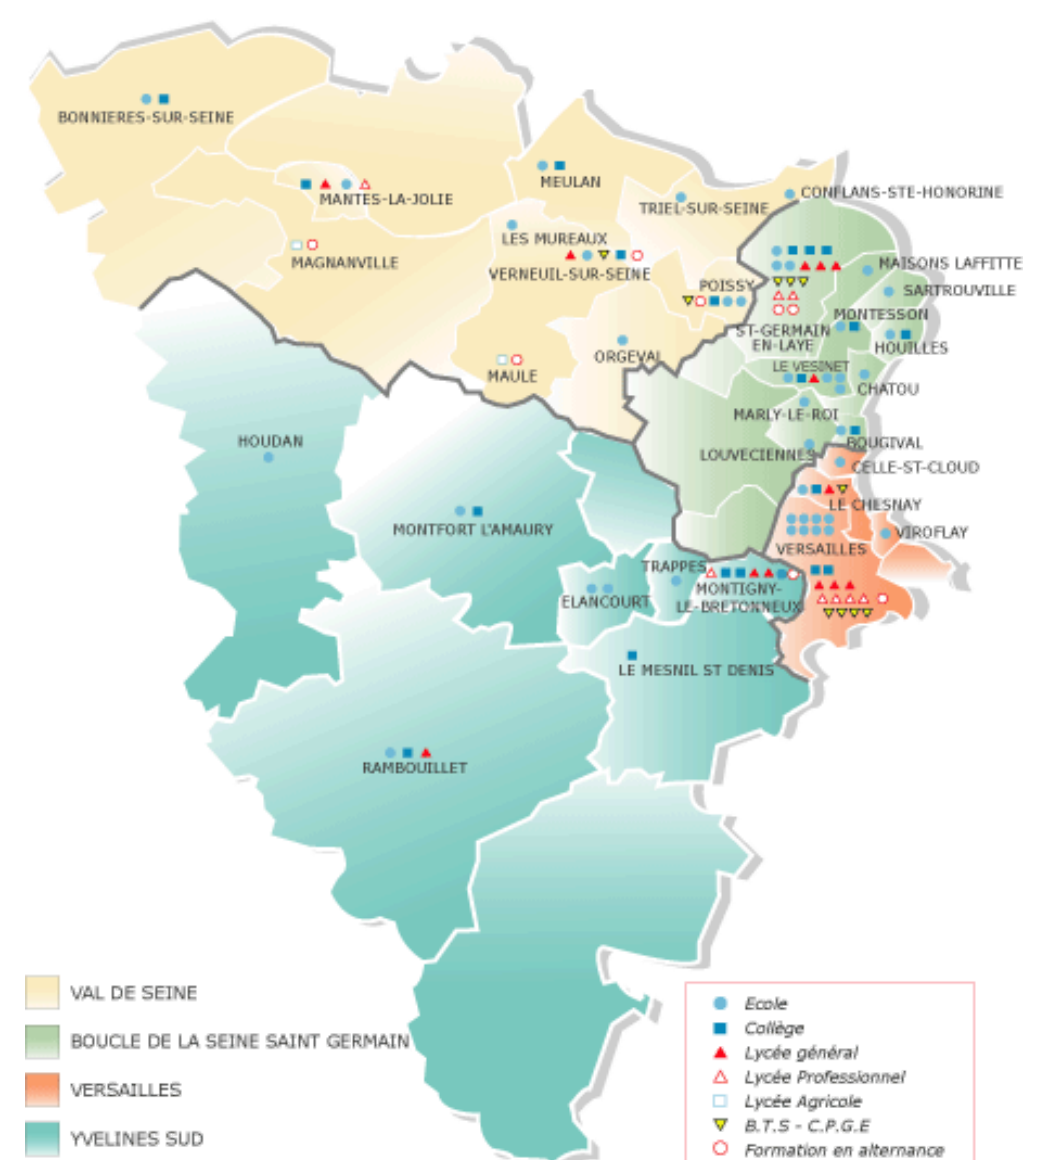 BONNIERES-SUR-SEINE
MEULAN
MANTES-LA-JOLIE
CONFLANS-STE-HONORINE
TRIEL-SUR-SEINE
LES MUREAUX
MAGNANVILLE
VERNEUIL-SUR-SEINE
MAISONS LAFFITTE
POISSY
SARTROUVILLE
MONTESSON
ST-GERMAIN
EN-LAYE
HOUILLES
ORGEVAL
LE VESINET
MAULE
CHATOU
MARLY-LE-ROI
HOUDAN
BOUGIVAL
LOUVECIENNES
CELLE-ST-CLOUD
LE CHESNAY
MONTFORT L'AMAURY
VIROFLAY
VERSAILLES
TRAPPES
MONTIGNY-
LE-BRETONNEUX
ELANCOURT
LE MESNIL ST DENIS
RAMBOUILLET
VAL DE SEINE
BOUCLE DE LA SEINE SAINT GERMAIN
VERSAILLES
YVELINES SUD
Ecole
Collège
Lycée général
Lycée Professionnel
Lycée Agricole
B.T.S - C.P.G.E
Formation en alternance